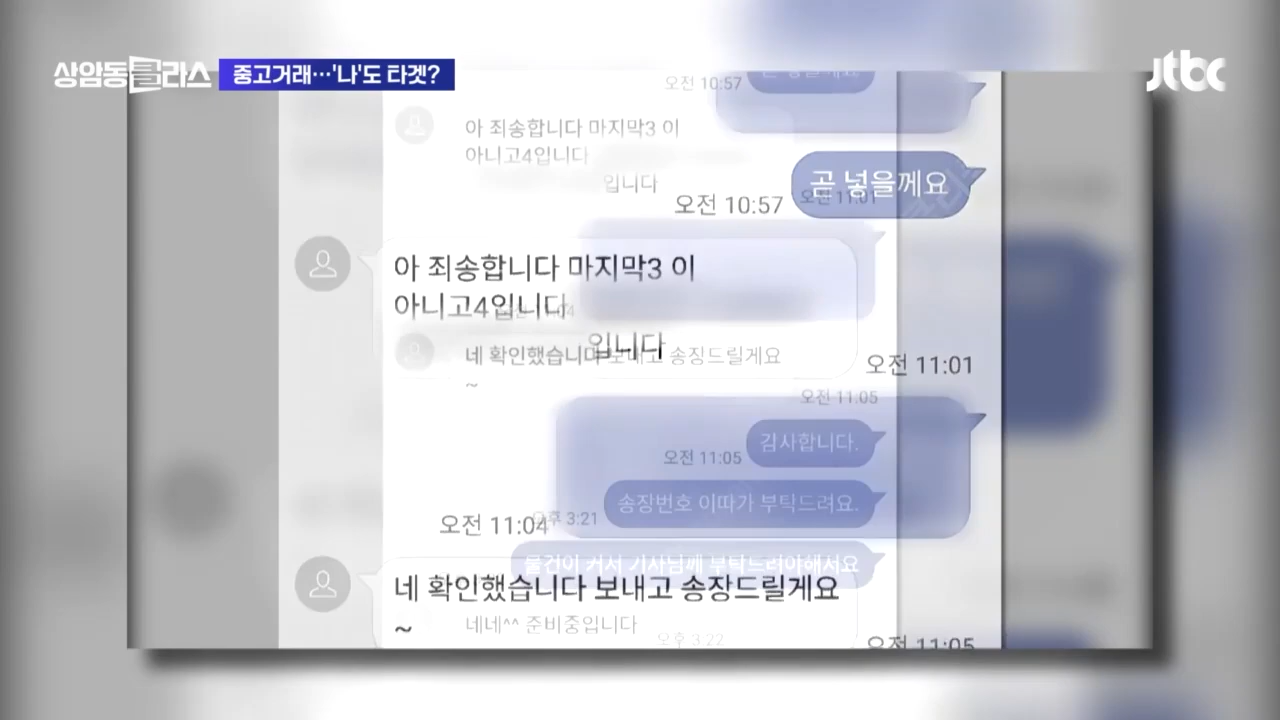 상암동클라스 중고거래…'나'도 타겟?
jtbc
오전 10:57
아 죄송합니다 마지막3 이
아니고4입니다
입니다
곧 넣을께요
오전 10:57
오전 11:01
아 죄송합니다 마지막3 이
아니고4입니다
입니다
네 확인했습니다 보내고 송장드릴게요
~
오전 11:01
오전 11:05
감사합니다.
오전 11:05
송장번호 이따가 부탁드려요.
오후 3:21
오전 11:04
물건이 커서 기사님께 부탁드려야해서요
네 확인했습니다 보내고 송장드릴게요
~
네네^^ 준비중입니다
오후 3:22
오전 11:05